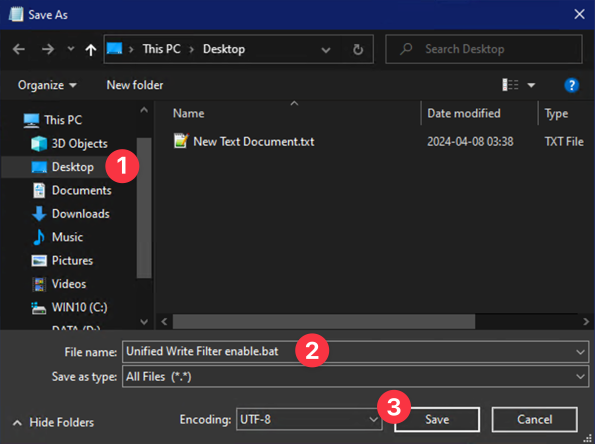 Save As
This PC > Desktop
Search Desktop
Organize
New folder
?
Name
Date modified
Type
This PC
3D Objects
Desktop
1
Documents
Downloads
Music
Pictures
Videos
WIN10 (C:)
DATA (D:)
New Text Document.txt
2024-04-08 03:38
TXT File
File name: Unified Write Filter enable.bat
2
Save as type: All Files (*.*)
3
Hide Folders
Encoding: UTF-8
Save
Cancel